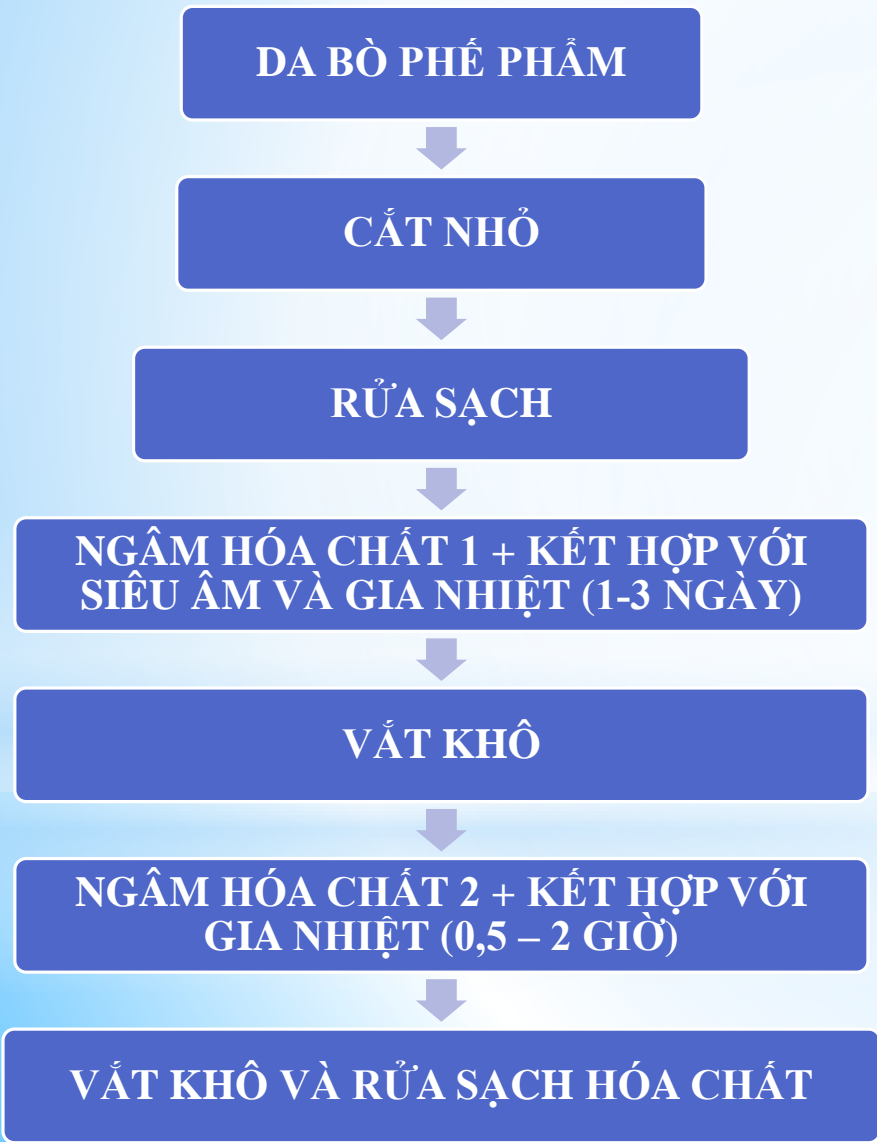 DA BÒ PHẾ PHẨM
CẮT NHỎ
RỬA SẠCH
NGÂM HÓA CHẤT 1 + KẾT HỢP VỚI
SIÊU ÂM VÀ GIA NHIỆT (1-3 NGÀY)
VẮT KHÔ
NGÂM HÓA CHẤT 2 + KẾT HỢP VỚI
GIA NHIỆT (0,5 – 2 GIỜ)
VẮT KHÔ VÀ RỬA SẠCH HÓA CHẤT